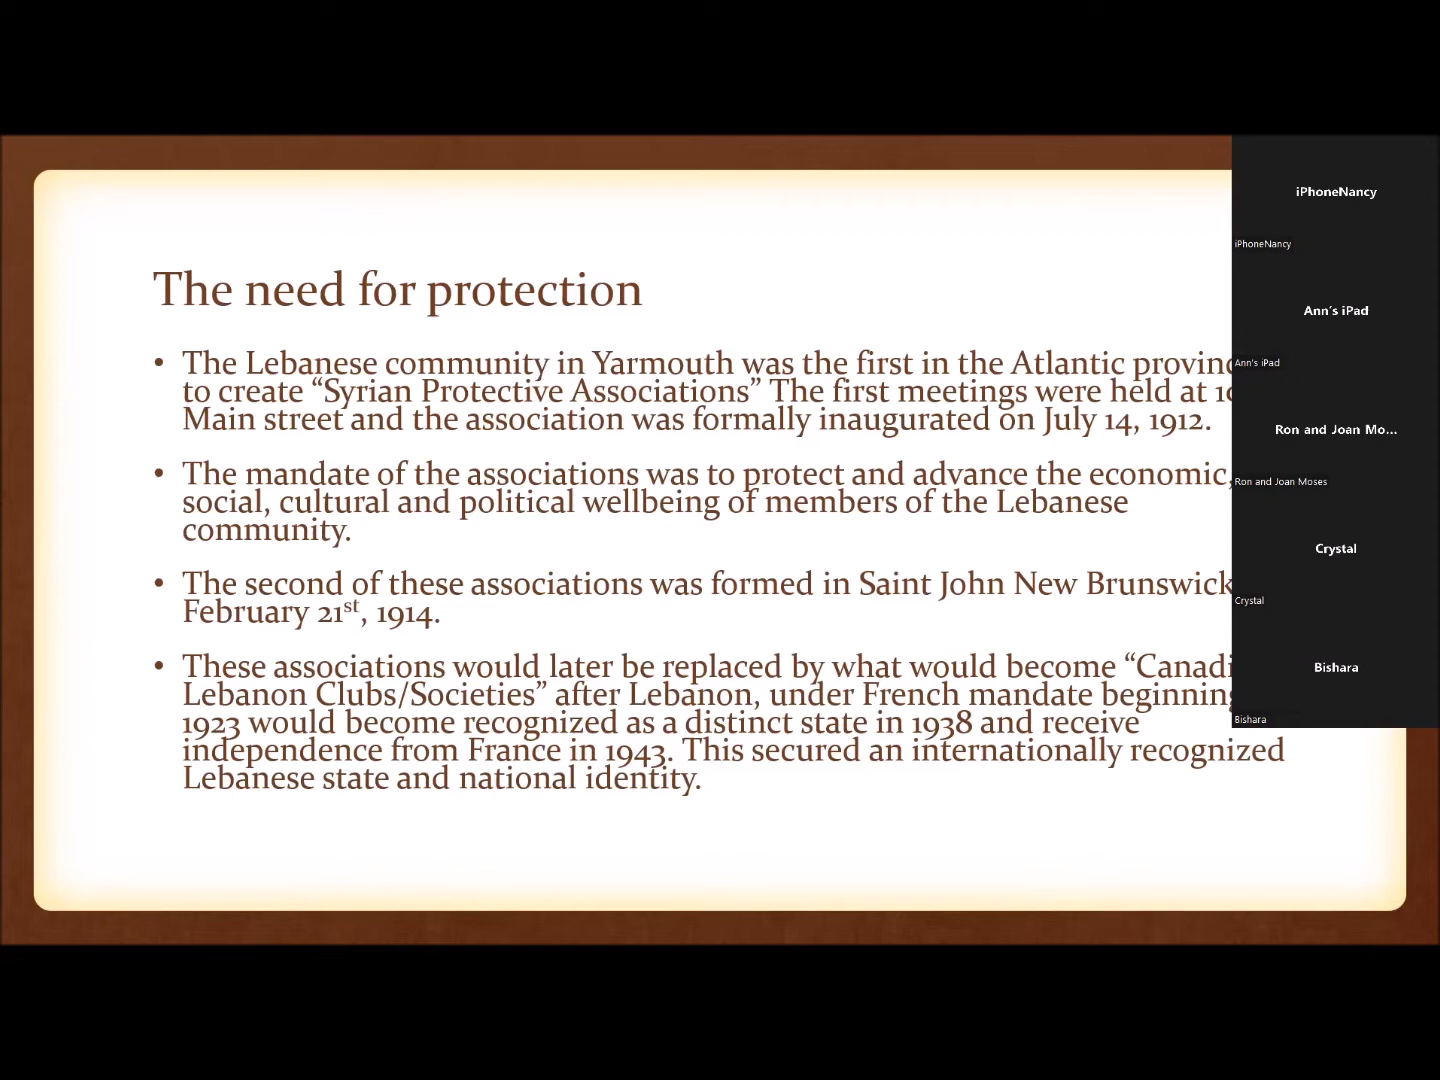 The need for protection
• The Lebanese community in Yarmouth was the first in the Atlantic
to create “Syrian Protective Associations” The first meetings were held at
Main street and the association was formally inaugurated on July 14, 1912.
• The mandate of the associations was to protect and advance the economic,
social, cultural and political wellbeing of members of the Lebanese
community.
• The second of these associations was formed in Saint John New Brunswick
February 21st, 1914.
• These associations would later be replaced by what would become
Lebanon Clubs/Societies” after Lebanon, under French mandate beginning
1923 would become recognized as a distinct state in 1938 and receive
independence from France in 1943. This secured an internationally recognized
Lebanese state and national identity.
iPhoneNancy
iPhoneNancy
Ann's iPad
Ann's iPad
Ron and Joan Mo...
Ron and Joan Moses
Crystal
Crystal
Bishara
Bishara